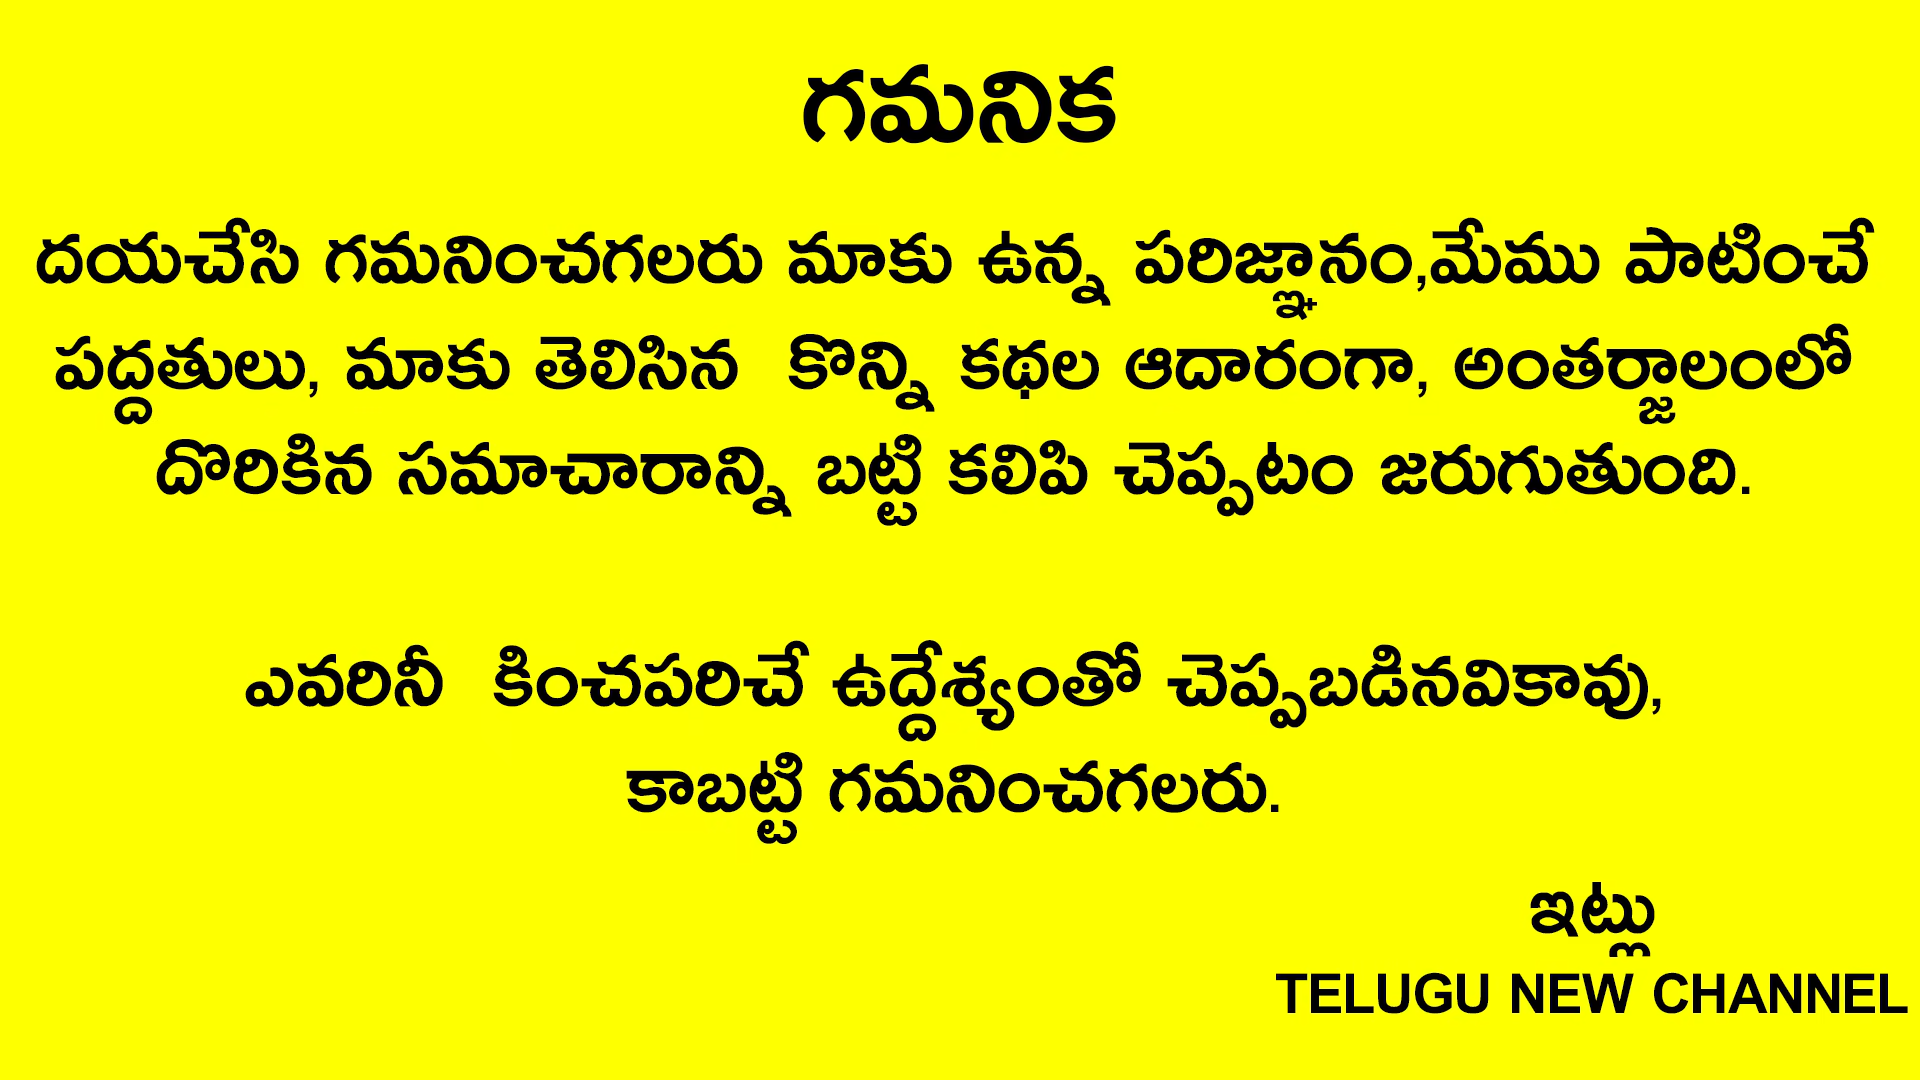 గమనిక
దయచేసి గమనించగలరు మాకు ఉన్న పరిజ్ఞానం,మేము పాటించే
పద్దతులు, మాకు తెలిసిన కొన్ని కథల ఆదారంగా, అంతర్జాలంలో
దొరికిన సమాచారాన్ని బట్టి కలిపి చెప్పటం జరుగుతుంది.
ఎవరినీ కించపరిచే ఉద్దేశ్యంతో చెప్పబడినవికావు,
కాబట్టి గమనించగలరు.
ఇట్లు
TELUGU NEW CHANNEL